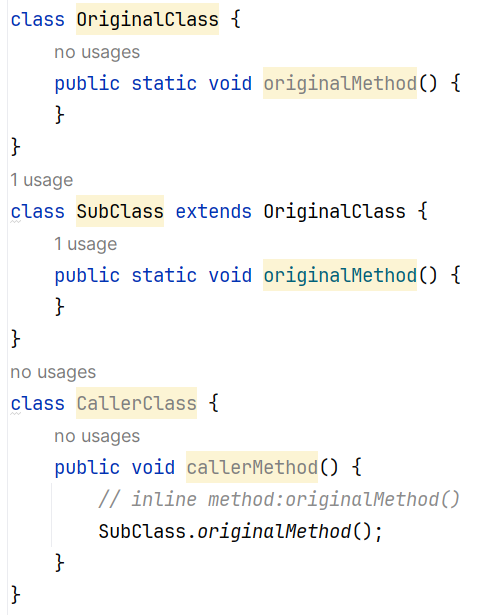 class OriginalClass {
no usages
public static void originalMethod() {
}
}
1 usage
class SubClass extends OriginalClass {
1 usage
public static void originalMethod() {
}
}
no usages
class CallerClass {
no usages
public void callerMethod() {
// inline method:originalMethod()
SubClass.originalMethod();
}
}